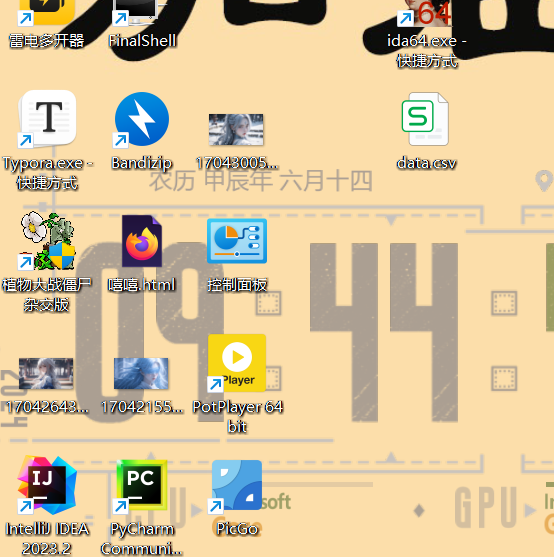 雷电多开器
FinalShell
64
ida64.exe -
快捷方式
T
S
Typora.exe -
快捷方式
Bandizip
17043005...
data.csv
农历 甲辰年 六月十四
植物大战僵尸
杂交版
嘻嘻.html
控制面板
09
44
17042643...
17042155...
Player
PotPlayer 64
bit
IJ
PC
IntelliJ IDEA
2023.2
PyCharm
Communi...
PicGo
soft
GPU